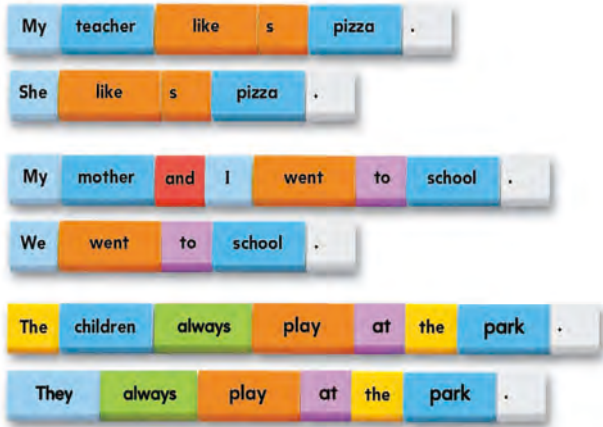 My teacher like s pizza .
She like s pizza .
My mother and I went to school .
We went to school .
The children always play at the park .
They always play at the park .